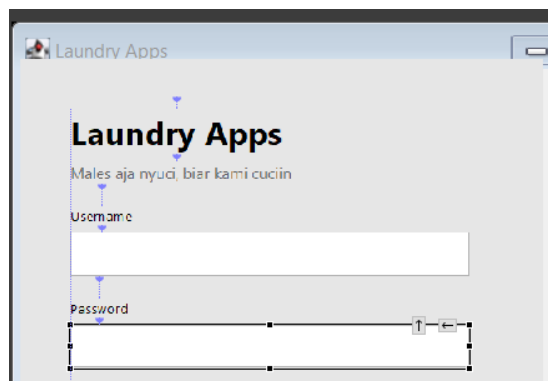 Laundry Apps
Laundry Apps
Males aja nyuci, biar kami cuciin
Username
Password